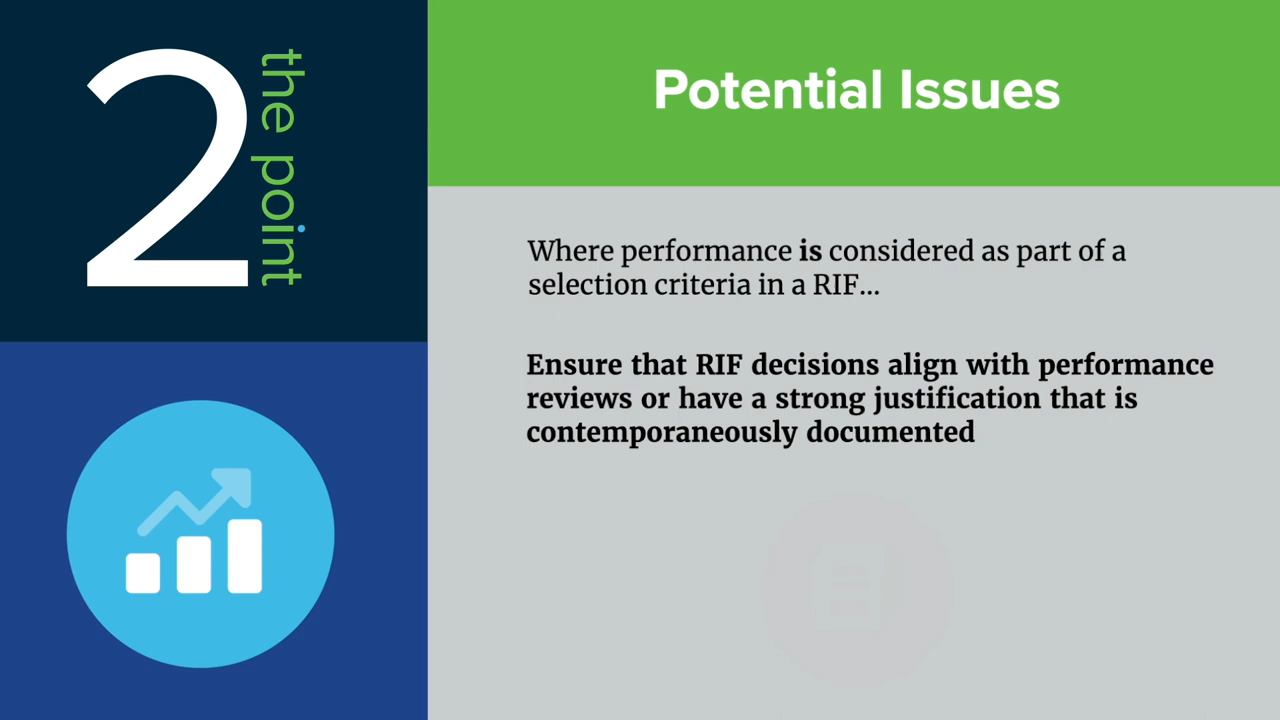 2
the point
Potential Issues
Where performance is considered as part of a
selection criteria in a RIF...
Ensure that RIF decisions align with performance
reviews or have a strong justification that is
contemporaneously documented